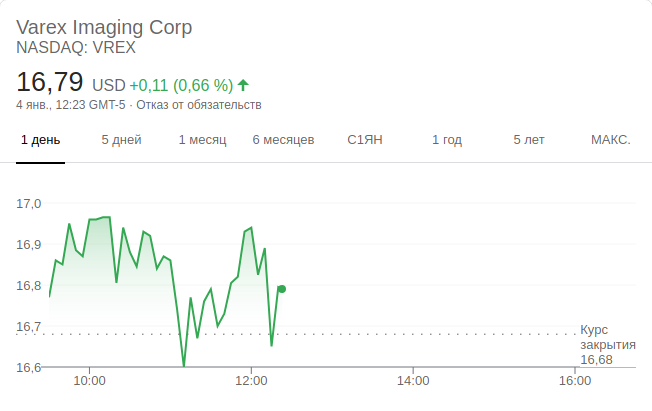 Varex Imaging Corp
NASDAQ: VREX
16,79 USD +0,11 (0,66 %)
4 янв., 12:23 GMT-5 · Отказ от обязательств
1 день 5 дней 1 месяц 6 месяцев С1ЯН 1 год 5 лет МАКС.
17,0
16,9
16,8
16,7
Курс
закрытия
16,68
16,6
10:00 12:00 14:00 16:00